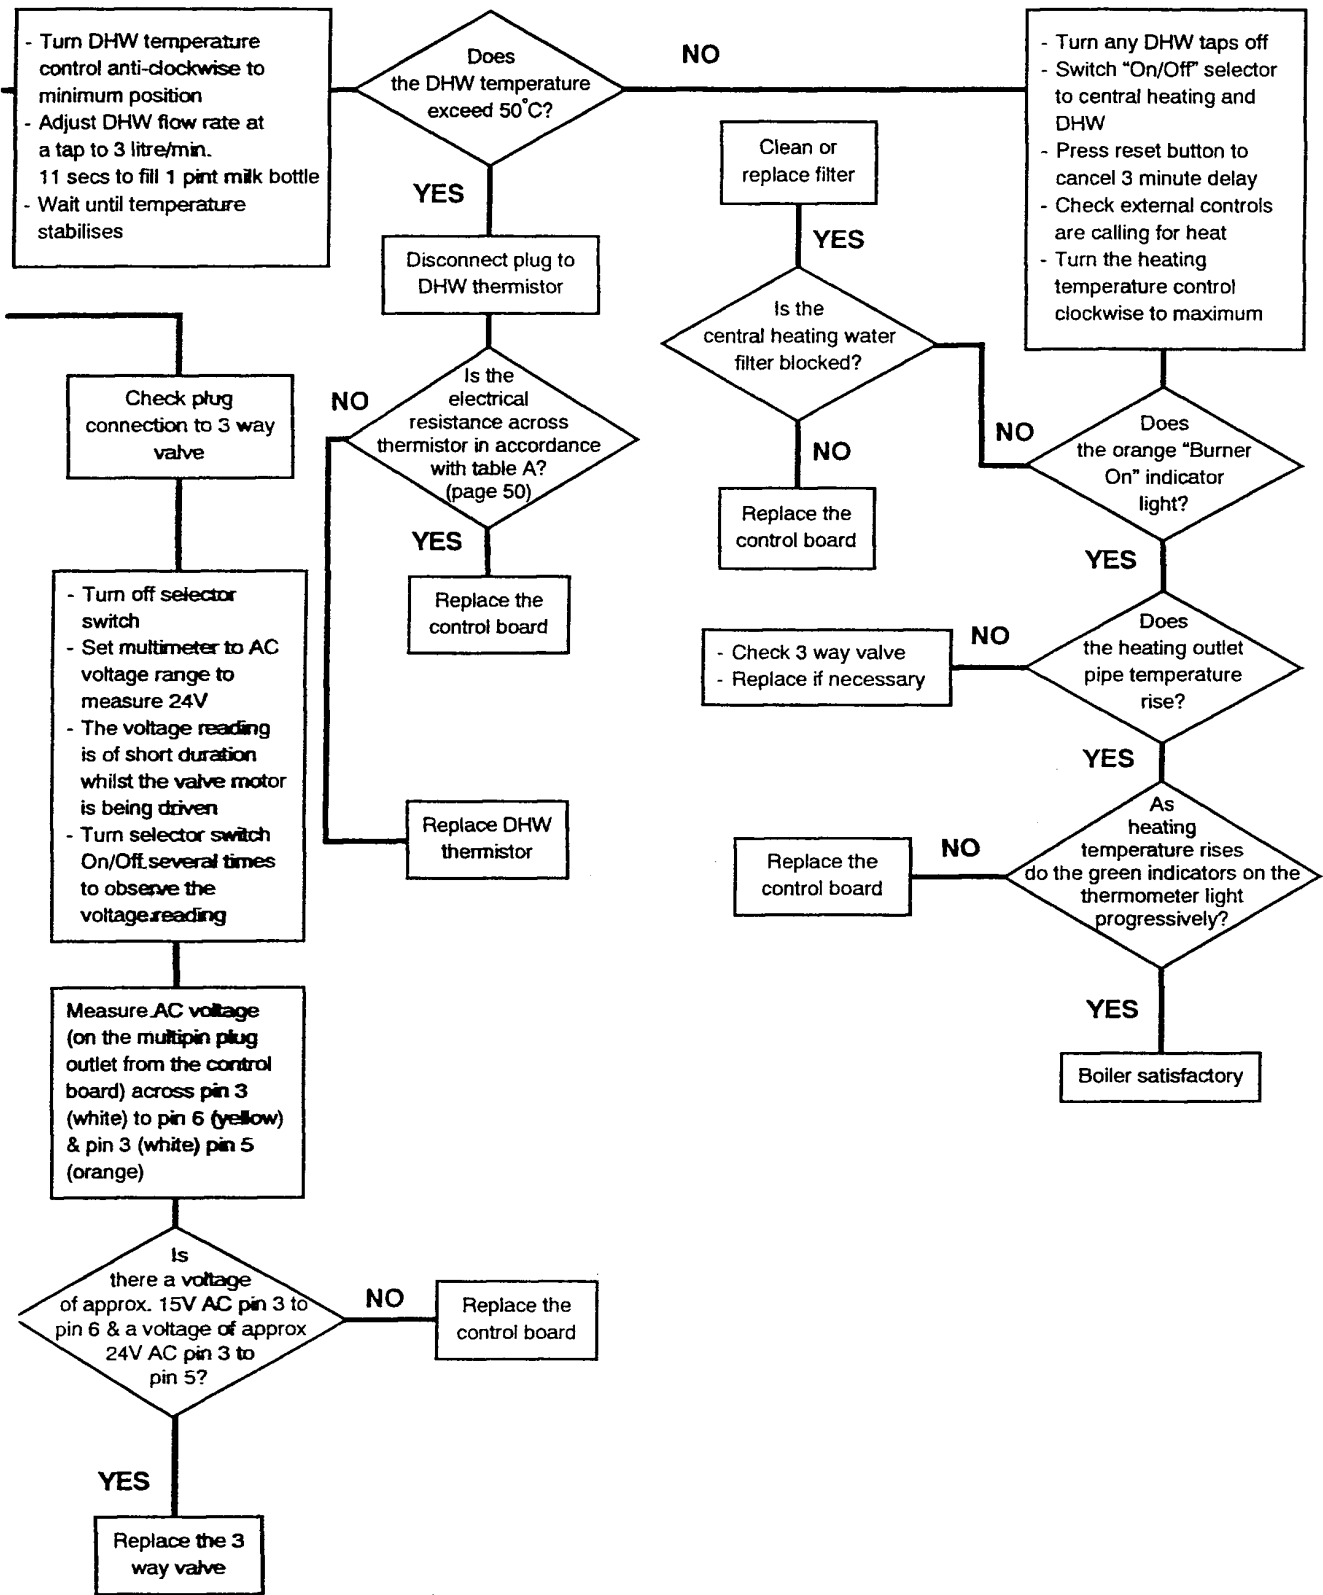 - Turn DHW temperature
control anti-clockwise to
minimum position
- Adjust DHW flow rate at
a tap to 3 litre/min.
11 secs to fill 1 pint milk bottle
- Wait until temperature
stabilises
Does
the DHW temperature
exceed 50°C?
NO
YES
Disconnect plug to
DHW thermistor
Is the
electrical
resistance across
thermistor in accordance
with table A?
(page 50)
NO
YES
Replace the
control board
Replace DHW
thermistor
Check plug
connection to 3 way
valve
- Turn off selector
switch
- Set multimeter to AC
voltage range to
measure 24V
- The voltage reading
is of short duration
whilst the valve motor
is being driven
- Turn selector switch
On/Off several times
to observe the
voltage reading
Measure AC voltage
(on the multipin plug
outlet from the control
board) across pin 3
(white) to pin 6 (yellow)
& pin 3 (white) pin 5
(orange)
Is
there a voltage
of approx. 15V AC pin 3 to
pin 6 & a voltage of approx
24V AC pin 3 to
pin 5?
NO
Replace the
control board
YES
Replace the 3
way valve
- Turn any DHW taps off
- Switch “On/Off” selector
to central heating and
DHW
- Press reset button to
cancel 3 minute delay
- Check external controls
are calling for heat
- Turn the heating
temperature control
clockwise to maximum
Does
the orange “Burner
On” indicator
light?
NO
Is the
central heating water
filter blocked?
YES
Clean or
replace filter
NO
Replace the
control board
YES
Does
the heating outlet
pipe temperature
rise?
NO
- Check 3 way valve
- Replace if necessary
YES
As
heating
temperature rises
do the green indicators on the
thermometer light
progressively?
NO
Replace the
control board
YES
Boiler satisfactory